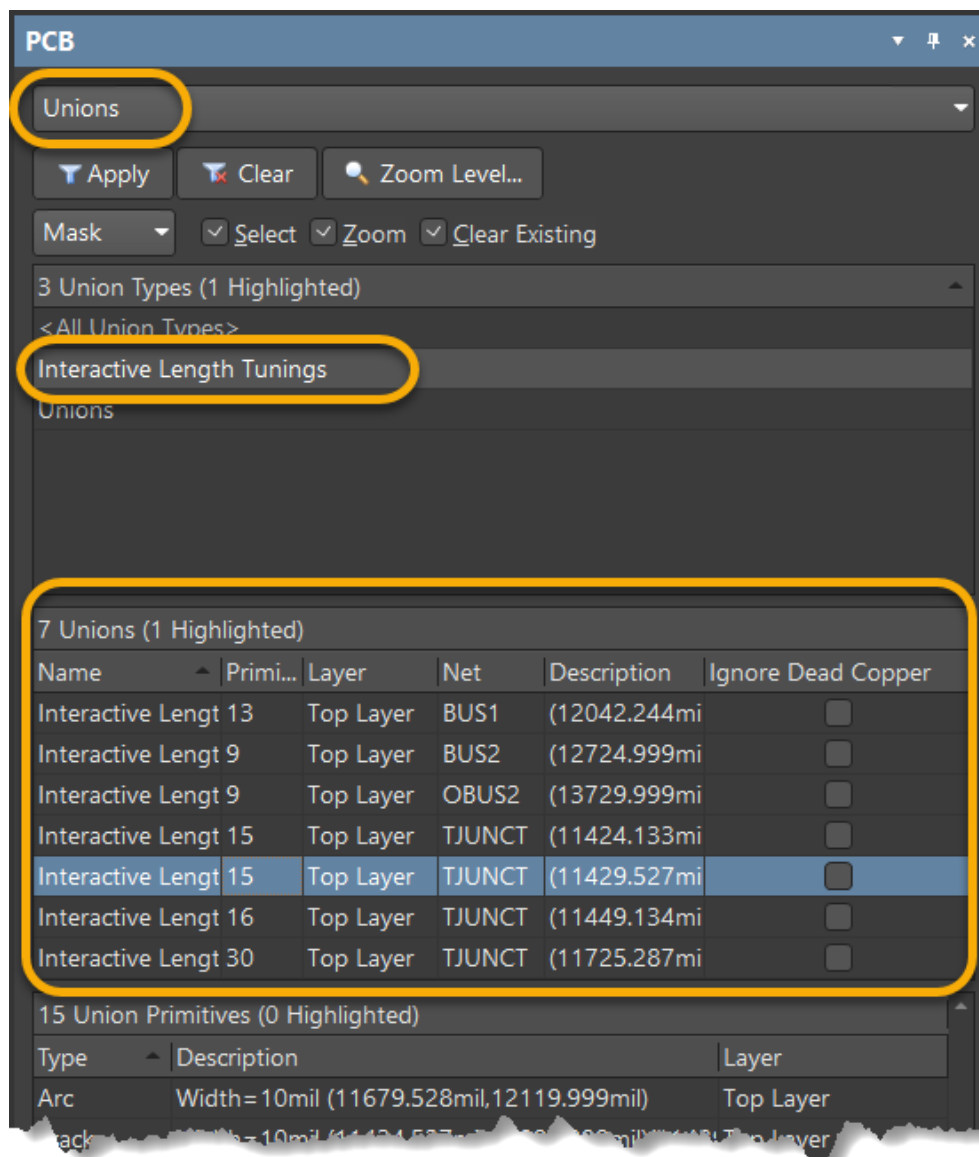 PCB
Unions
Apply Clear Zoom Level...
Mask Select Zoom Clear Existing
3 Union Types (1 Highlighted)
<All Union Types>
Interactive Length Tunings
Unions
7 Unions (1 Highlighted)
Name Primi... Layer Net Description Ignore Dead Copper
Interactive Lengt 13 Top Layer BUS1 (12042.244mi
Interactive Lengt 9 Top Layer BUS2 (12724.999mi
Interactive Lengt 9 Top Layer OBUS2 (13729.999mi
Interactive Lengt 15 Top Layer TJUNCT (11424.133mi
Interactive Lengt 15 Top Layer TJUNCT (11429.527mi
Interactive Lengt 16 Top Layer TJUNCT (11449.134mi
Interactive Lengt 30 Top Layer TJUNCT (11725.287mi
15 Union Primitives (0 Highlighted)
Type Description Layer
Arc Width=10mil (11679.528mil,12119.999mil) Top Layer
Top Layer